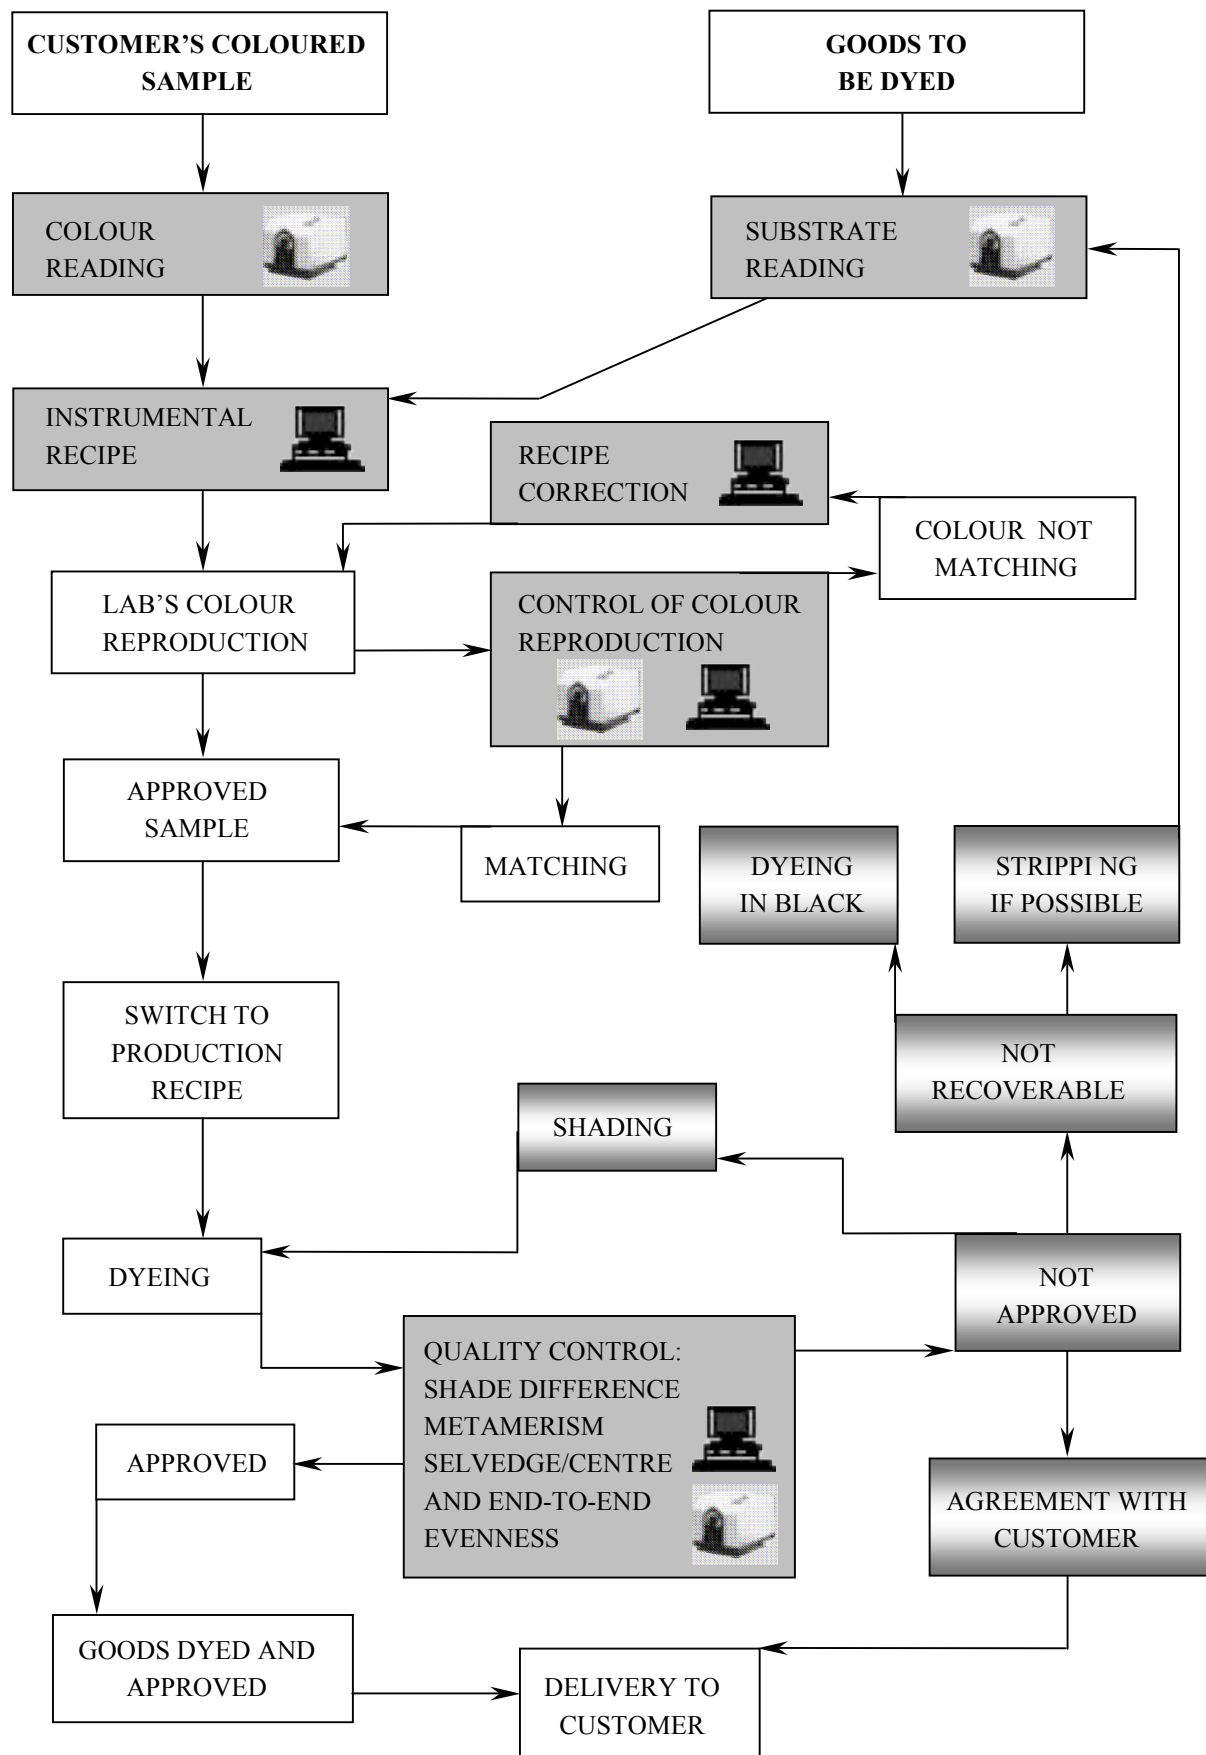 CUSTOMER’S COLOURED
SAMPLE
GOODS TO
BE DYED
COLOUR
READING
SUBSTRATE
READING
INSTRUMENTAL
RECIPE
RECIPE
CORRECTION
COLOUR NOT
MATCHING
LAB’S COLOUR
REPRODUCTION
CONTROL OF COLOUR
REPRODUCTION
APPROVED
SAMPLE
MATCHING
DYEING
IN BLACK
STRIPPI NG
IF POSSIBLE
SWITCH TO
PRODUCTION
RECIPE
NOT
RECOVERABLE
SHADING
DYEING
NOT
APPROVED
QUALITY CONTROL:
SHADE DIFFERENCE
METAMERISM
SELVEDGE/CENTRE
AND END-TO-END
EVENNESS
APPROVED
AGREEMENT WITH
CUSTOMER
GOODS DYED AND
APPROVED
DELIVERY TO
CUSTOMER